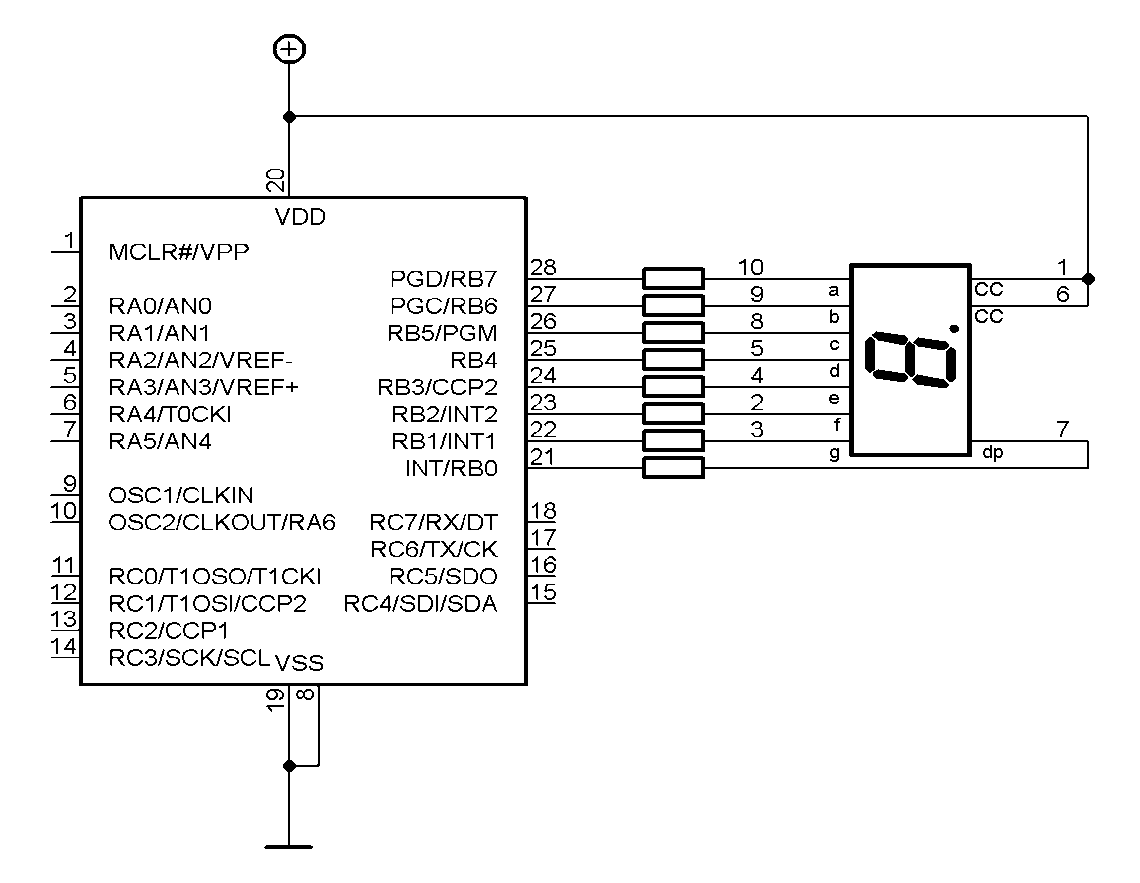 +
20
VDD
1 MCLR#/VPP
PGD/RB7 28 10 a 1 CC
2 RA0/AN0 PGC/RB6 27 9 b 6 CC
3 RA1/AN1 RB5/PGM 26 8 c
4 RA2/AN2/VREF- RB4 25 5 d
5 RA3/AN3/VREF+ RB3/CCP2 24 4 e
6 RA4/T0CKI RB2/INT2 23 2 f
7 RA5/AN4 RB1/INT1 22 3 g 7 dp
INT/RB0 21
9 OSC1/CLKIN
10 OSC2/CLKOUT/RA6 RC7/RX/DT 18
RC6/TX/CK 17
11 RC0/T1OSO/T1CKI RC5/SDO 16
12 RC1/T1OSI/CCP2 RC4/SDI/SDA 15
13 RC2/CCP1
14 RC3/SCK/SCL VSS
19 8